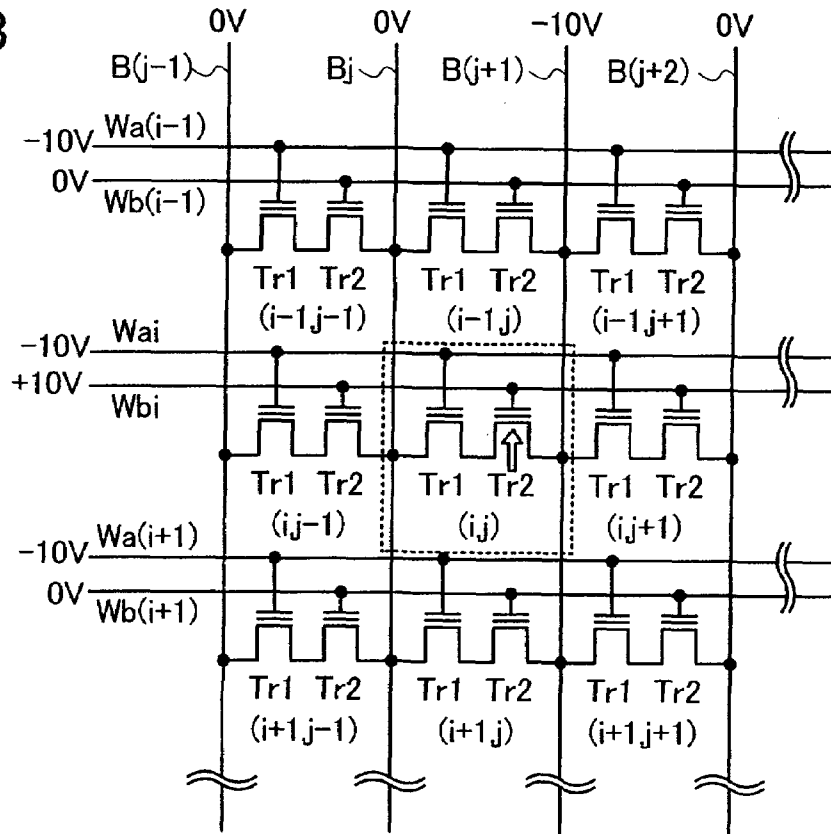 B
0V 0V -10V 0V
B(j-1) Bj B(j+1) B(j+2)
-10V Wa(i-1)
0V Wb(i-1)
Tr1 Tr2 Tr1 Tr2 Tr1 Tr2
(i-1,j-1) (i-1,j) (i-1,j+1)
-10V Wai
+10V Wbi
Tr1 Tr2 Tr1 Tr2 Tr1 Tr2
(i,j-1) (i,j) (i,j+1)
-10V Wa(i+1)
0V Wb(i+1)
Tr1 Tr2 Tr1 Tr2 Tr1 Tr2
(i+1,j-1) (i+1,j) (i+1,j+1)